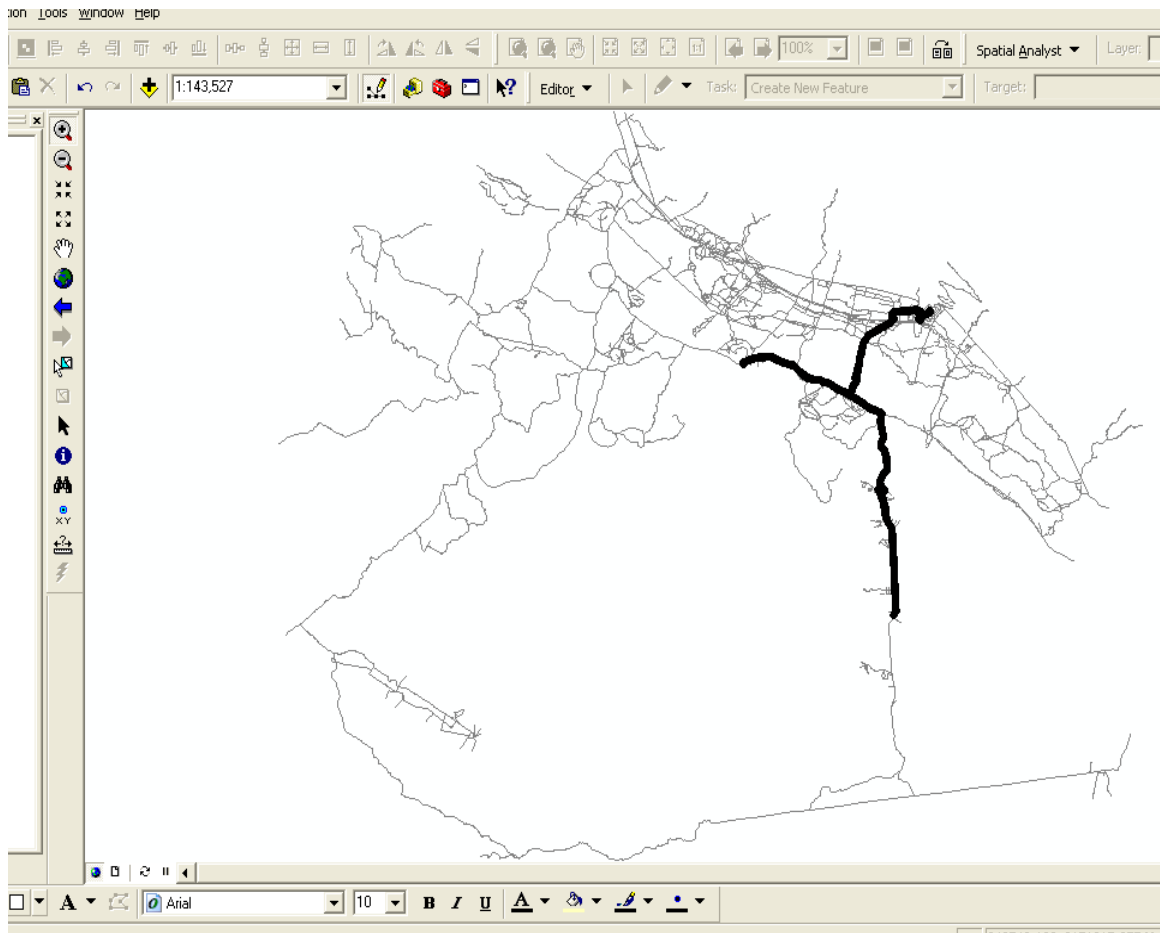 Tools Window Help
100% Spatial Analyst Layer:
1:143,527 Editor Task: Create New Feature Target:
XY
A Arial 10 B I U A